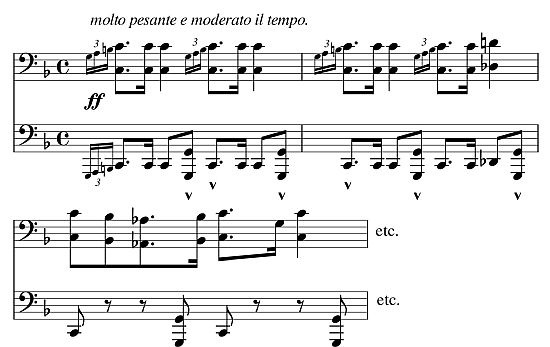 molto pesante e moderato il tempo.
3 3 3 3
ff
3
etc.
etc.